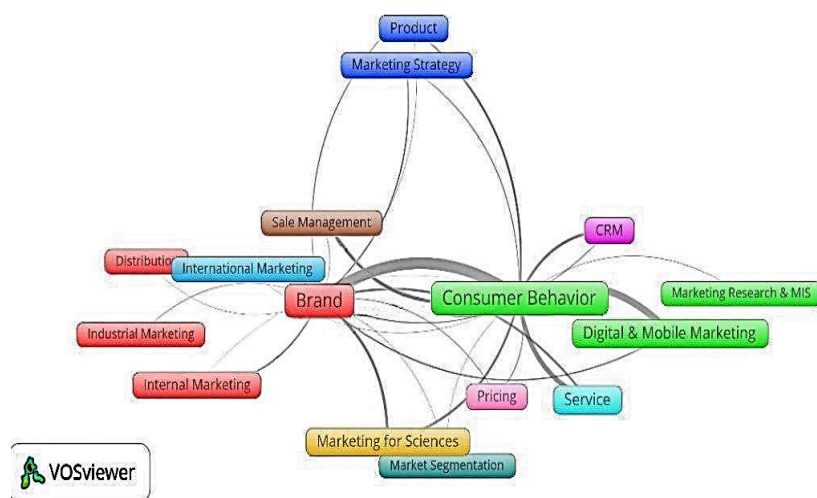 Product
Marketing Strategy
Sale Management
CRM
Distribution
International Marketing
Brand
Consumer Behavior
Marketing Research & MIS
Industrial Marketing
Digital & Mobile Marketing
Internal Marketing
Pricing
Service
Marketing for Sciences
Market Segmentation
VOSviewer